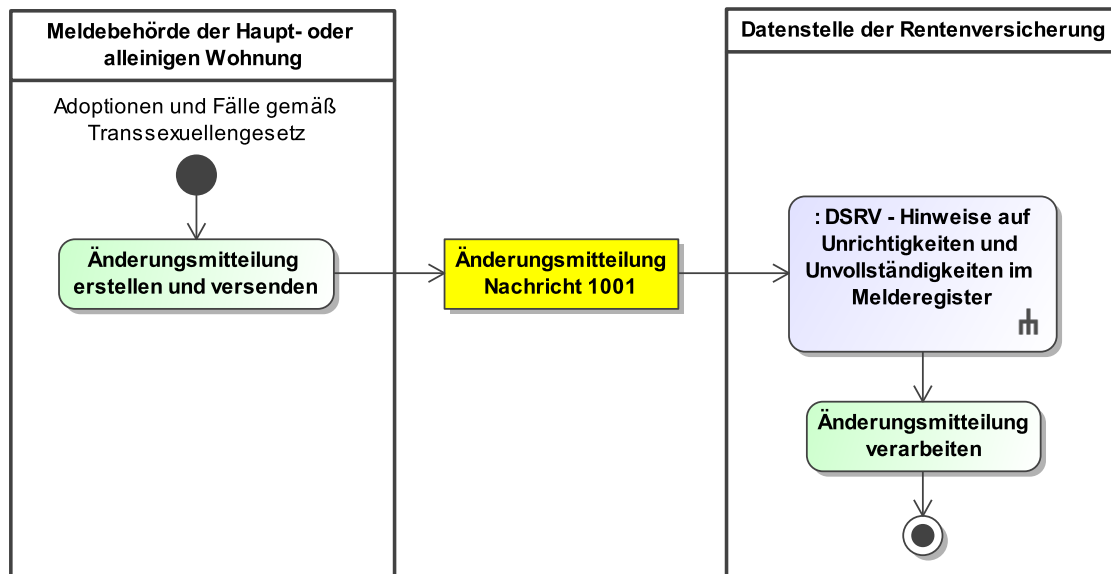 Meldebehörde der Haupt- oder
alleinigen Wohnung
Adoptionen und Fälle gemäß
Transsexuellengesetz
Änderungsmitteilung
erstellen und versenden
Änderungsmitteilung
Nachricht 1001
Datenstelle der Rentenversicherung
: DSRV - Hinweise auf
Unrichtigkeiten und
Unvollständigkeiten im
Melderegister
Änderungsmitteilung
verarbeiten